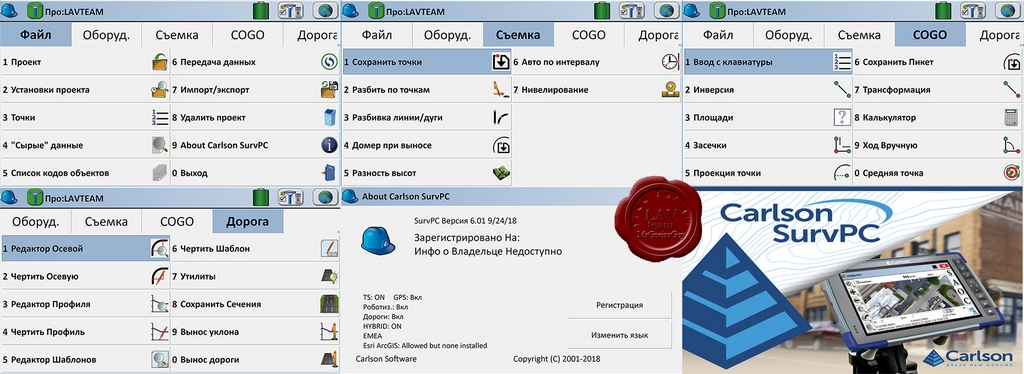 Про:LAVTEAM
Файл Оборуд. Съемка COGO Дорога
1 Проект 6 Передача данных
2 Установки проекта 7 Импорт/экспорт
3 Точки 8 Удалить проект
4 "Сырые" данные 9 About Carlson SurvPC
5 Список кодов объектов 0 Выход
Про:LAVTEAM
Файл Оборуд. Съемка COGO Дорог
1 Сохранить точки 6 Авто по интервалу
2 Разбить по точкам 7 Нивелирование
3 Разбивка линии/дуги
4 Домер при выносе
5 Разность высот
Про:LAVTEAM
Файл Оборуд. Съемка COGO Дорог
1 Ввод с клавиатуры 6 Сохранить Пикет
2 Инверсия 7 Трансформация
3 Площади 8 Калькулятор
4 Засечки 9 Ход Вручную
5 Проекция точки 0 Средняя точка
Про:LAVTEAM
Оборуд. Съемка COGO Дорога
1 Редактор Осевой 6 Чертить Шаблон
2 Чертить Осевую 7 Утилиты
3 Редактор Профиля 8 Сохранить Сечения
4 Чертить Профиль 9 Вынос уклона
5 Редактор Шаблонов 0 Вынос дороги
About Carlson SurvPC
SurvPC Версия 6.01 9/24/18
Зарегистрировано На:
Инфо о Владельце Недоступно
TS: ON GPS: Вкл
Роботиз.: Вкл
Дороги: Вкл
HYBRID: ON
EMEA
Esri ArcGIS: Allowed but none installed
Регистрация
Изменить язык
Carlson Software Copyright (C) 2001-2018
LAV
team
Carlson
SurvPC
Carlson
BREAK NEW GROUND